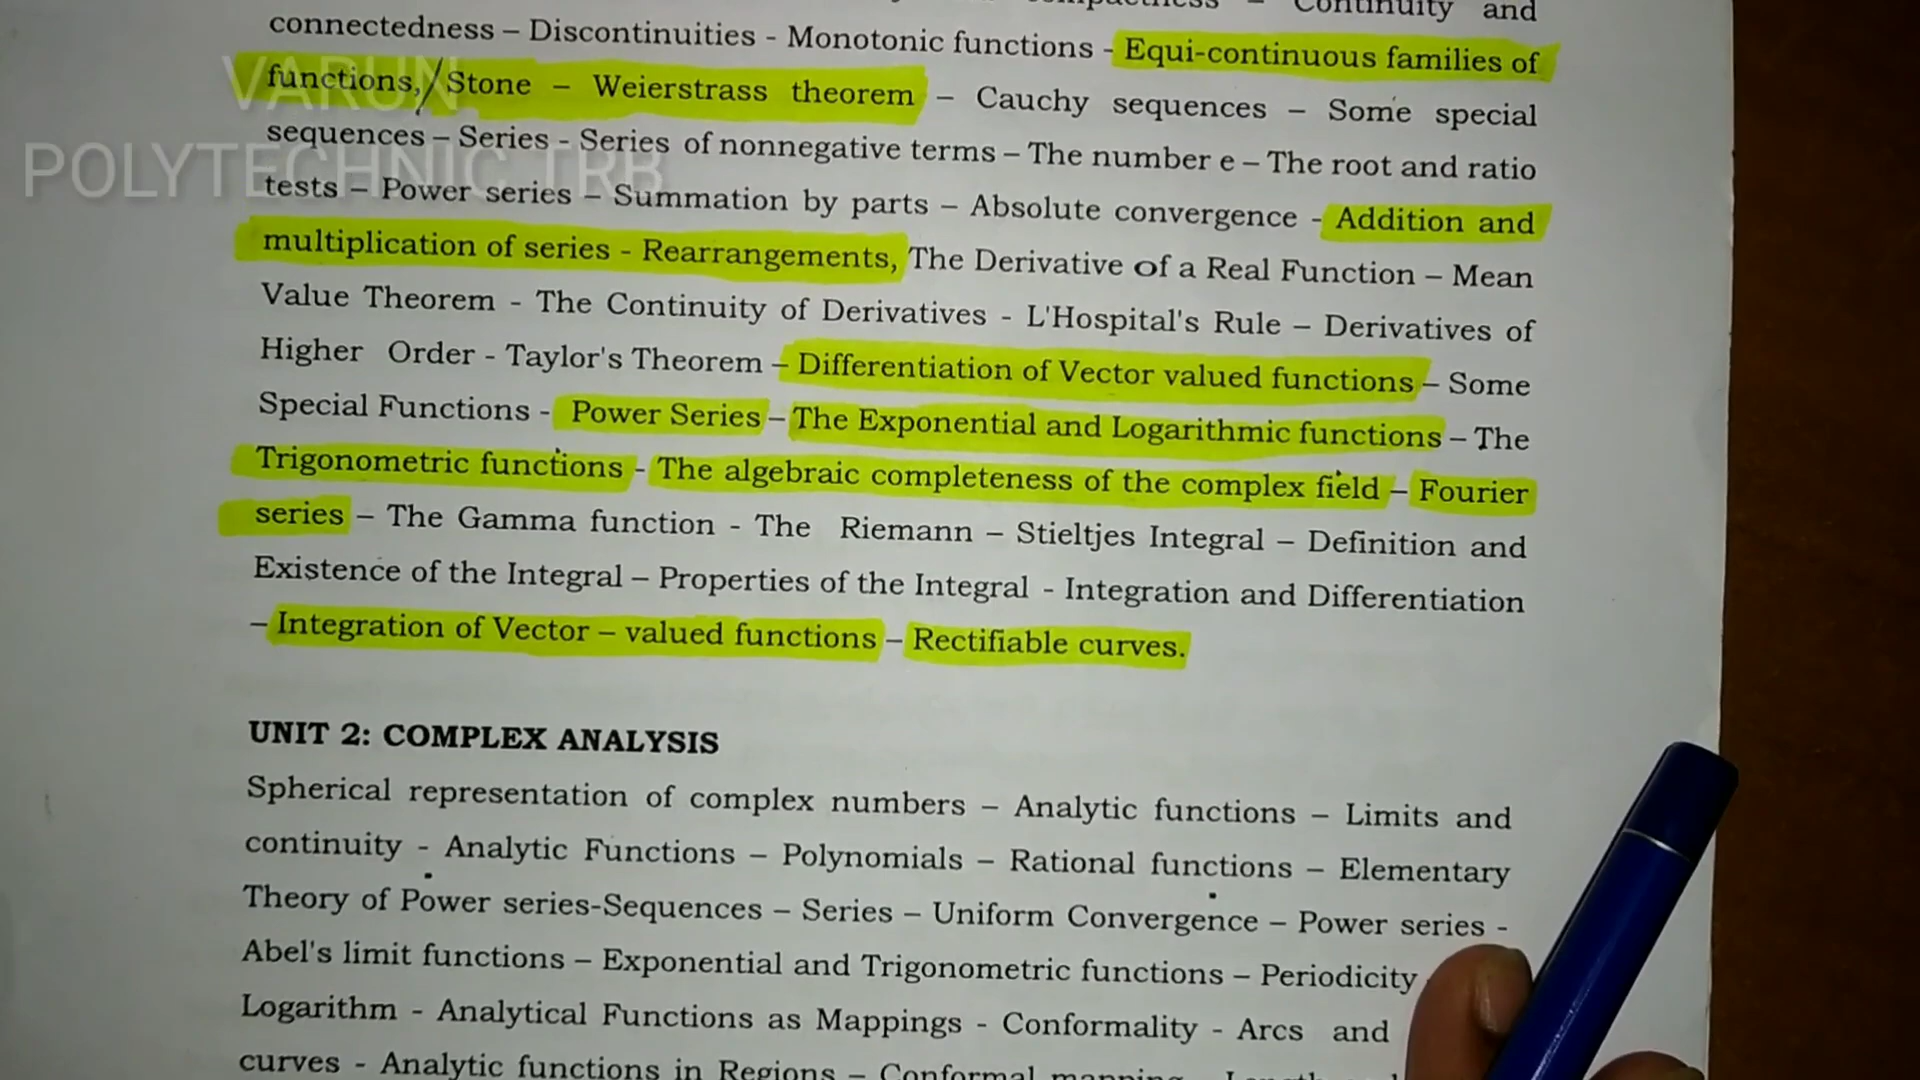 Continuity and
connectedness – Discontinuities - Monotonic functions - Equi-continuous families of
functions, Stone – Weierstrass theorem – Cauchy sequences – Some special
sequences – Series - Series of nonnegative terms – The number e – The root and ratio
tests – Power series – Summation by parts – Absolute convergence - Addition and
multiplication of series - Rearrangements, The Derivative of a Real Function – Mean
Value Theorem - The Continuity of Derivatives - L'Hospital's Rule – Derivatives of
Higher Order - Taylor's Theorem – Differentiation of Vector valued functions – Some
Special Functions - Power Series – The Exponential and Logarithmic functions – The
Trigonometric functions - The algebraic completeness of the complex field – Fourier
series – The Gamma function - The Riemann – Stieltjes Integral – Definition and
Existence of the Integral – Properties of the Integral - Integration and Differentiation
– Integration of Vector – valued functions – Rectifiable curves.
UNIT 2: COMPLEX ANALYSIS
Spherical representation of complex numbers – Analytic functions – Limits and
continuity - Analytic Functions – Polynomials – Rational functions – Elementary
Theory of Power series-Sequences – Series – Uniform Convergence – Power series -
Abel's limit functions – Exponential and Trigonometric functions – Periodicity
Logarithm - Analytical Functions as Mappings - Conformality - Arcs and
curves - Analytic functions in Regions – Conformal mapping
VARUN
POLYTECHNIC TRB